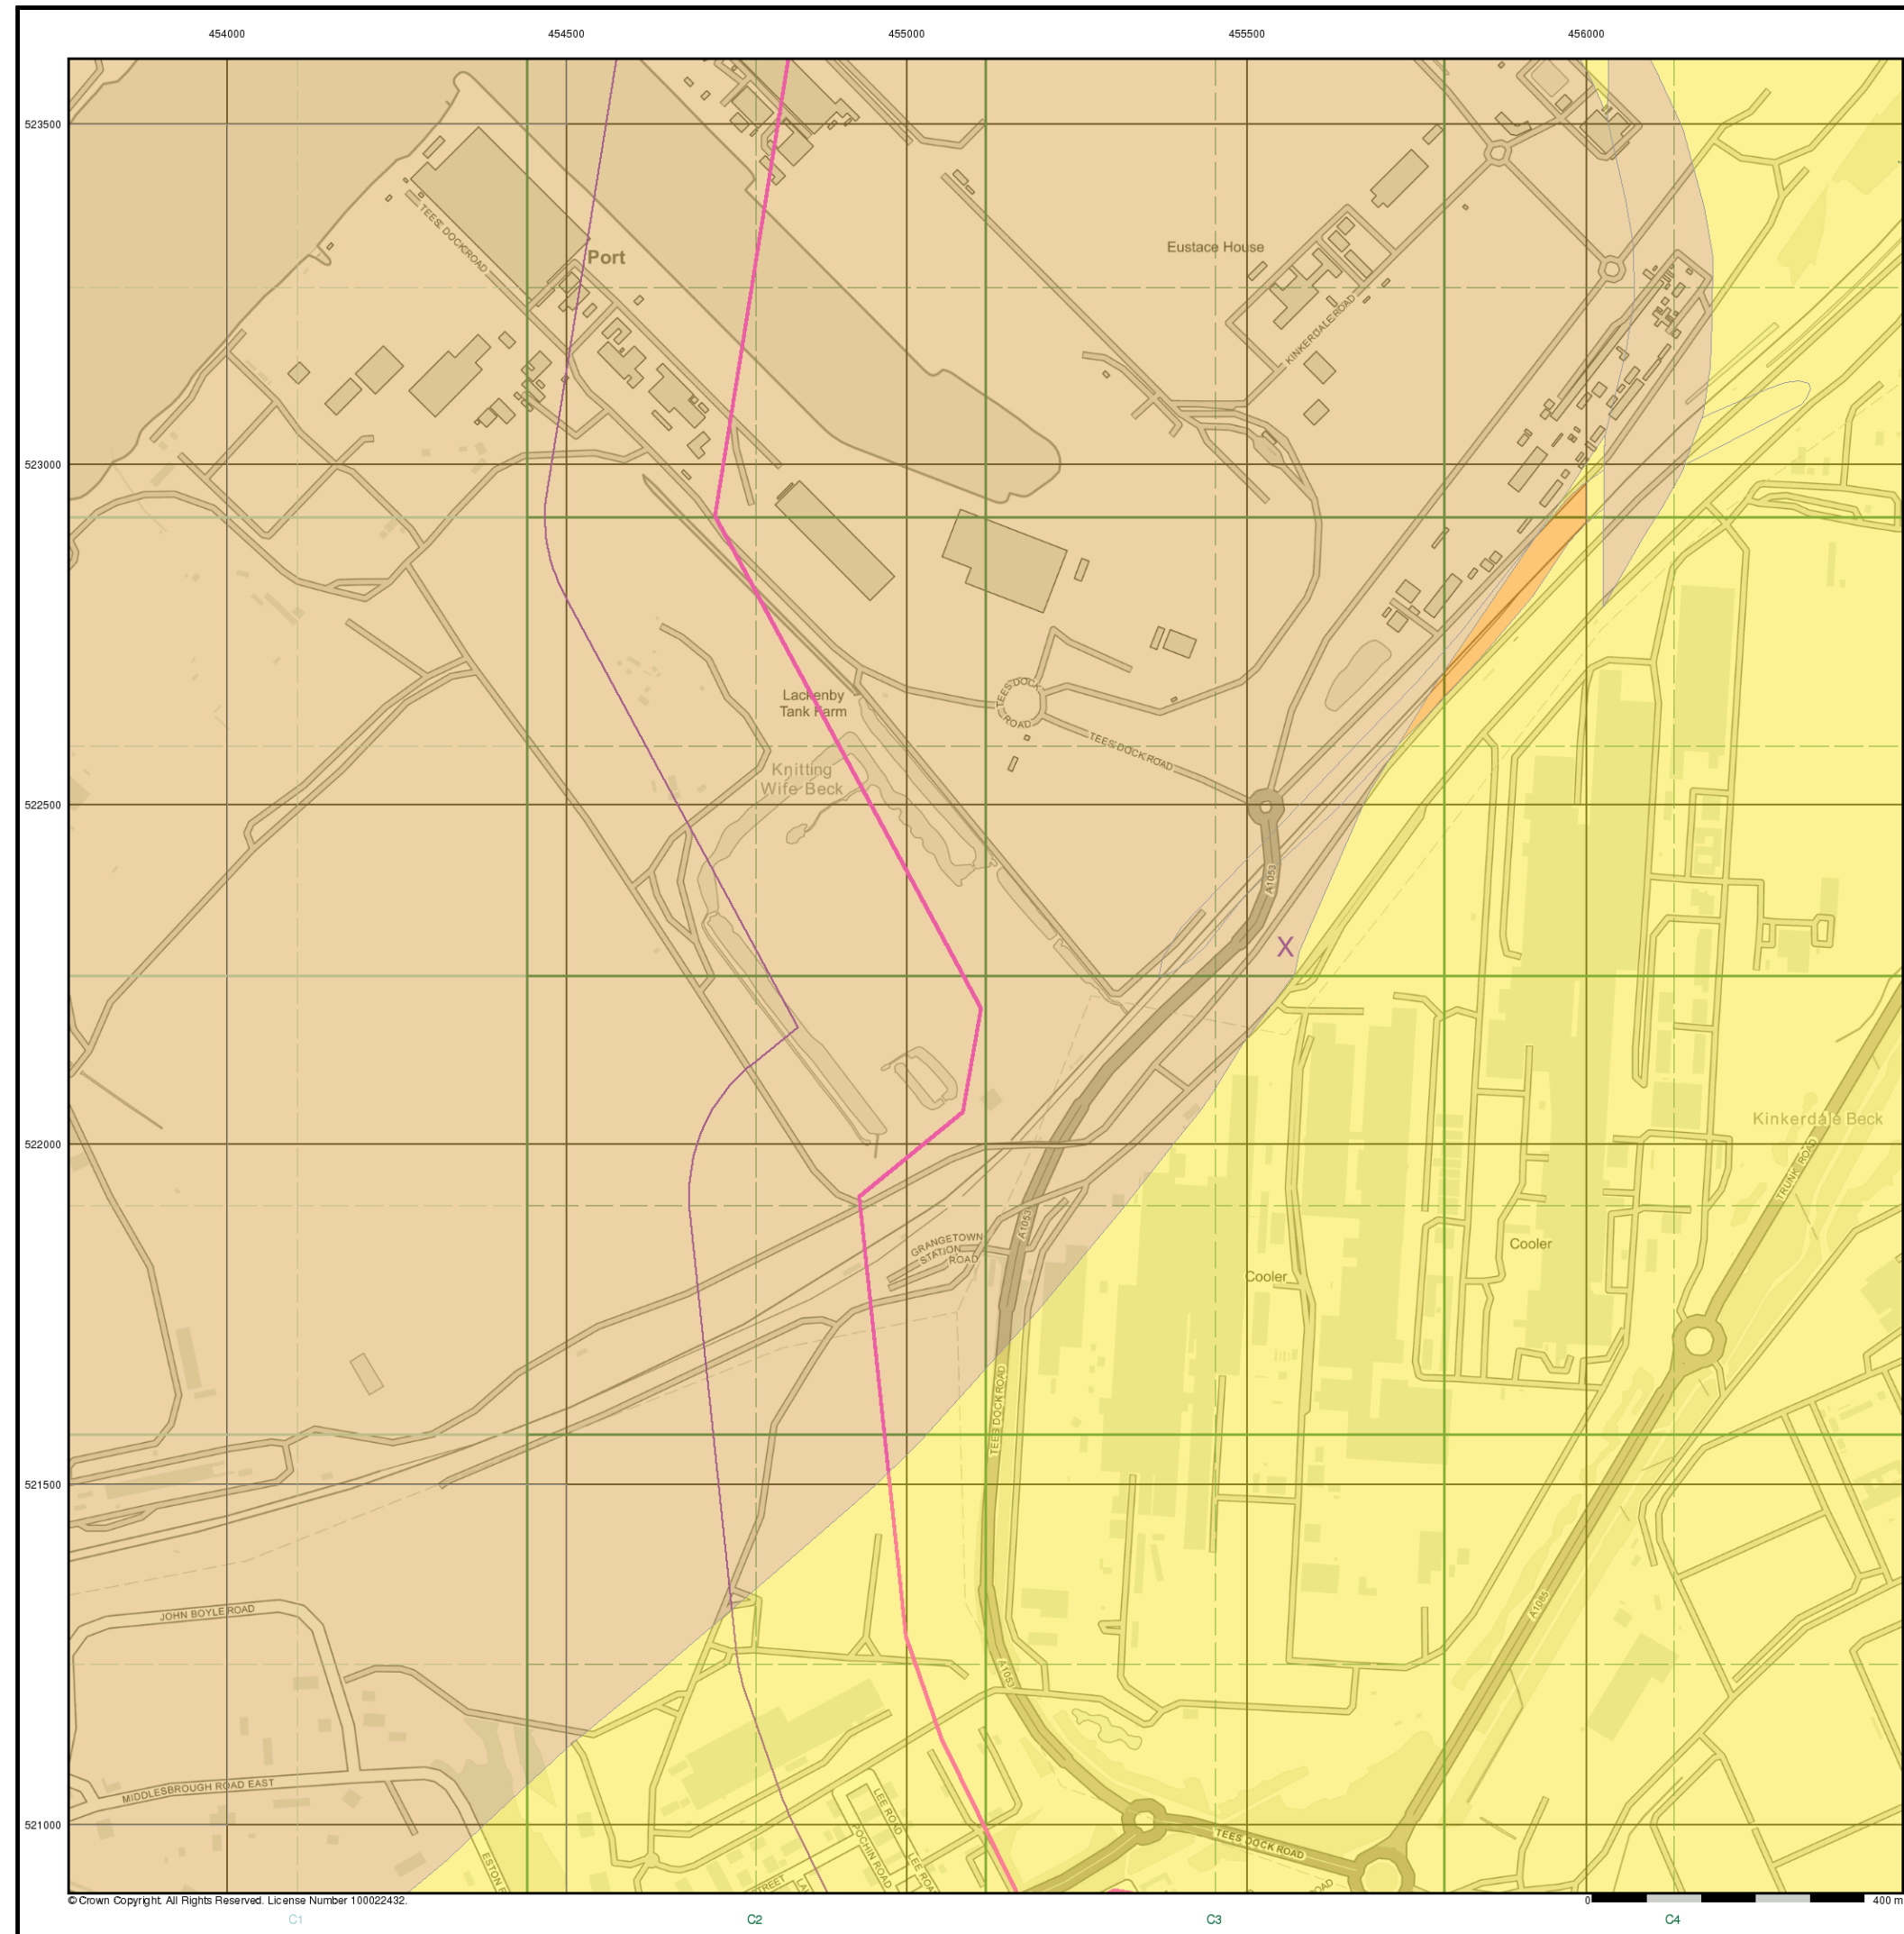 454000
454500
455000
455500
456000
523500
523000
522500
522000
521500
521000
TEES DOCK ROAD
Port
Eustace House
KINKERDALE ROAD
Lackenby
Tank Farm
TEES DOCK
ROAD
TEES DOCK ROAD
Knitting
Wife Beck
A1053
X
Kinkerdale Beck
TRUNK ROAD
A1053
GRANGETOWN
STATION
ROAD
Cooler
Cooler
TEES DOCK ROAD
JOHN BOYLE ROAD
A1085
A1053
MIDDLESBROUGH ROAD EAST
LEE ROAD
POCHIN ROAD
LEE ROA
TEES DOCK ROAD
ESTON R
TREET
LA
ROAD
© Crown Copyright. All Rights Reserved. License Number 100022432.
0
400 m
C1
C2
C3
C4